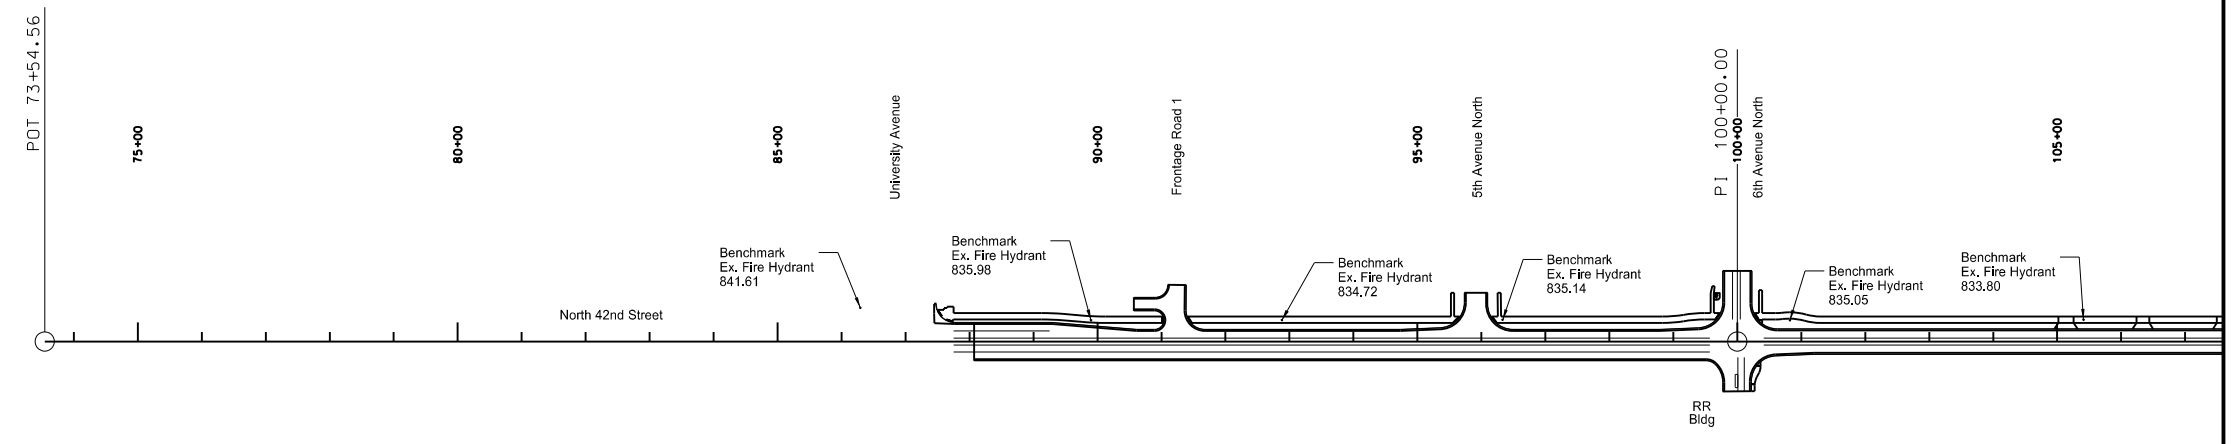 POT 73+54.56
75+00
80+00
85+00
University Avenue
90+00
Frontage Road 1
95+00
5th Avenue North
PI 100+00.00
100+00
6th Avenue North
105+00
Benchmark
Ex. Fire Hydrant
841.61
Benchmark
Ex. Fire Hydrant
835.98
Benchmark
Ex. Fire Hydrant
834.72
Benchmark
Ex. Fire Hydrant
835.14
Benchmark
Ex. Fire Hydrant
835.05
Benchmark
Ex. Fire Hydrant
833.80
North 42nd Street
RR
Bldg